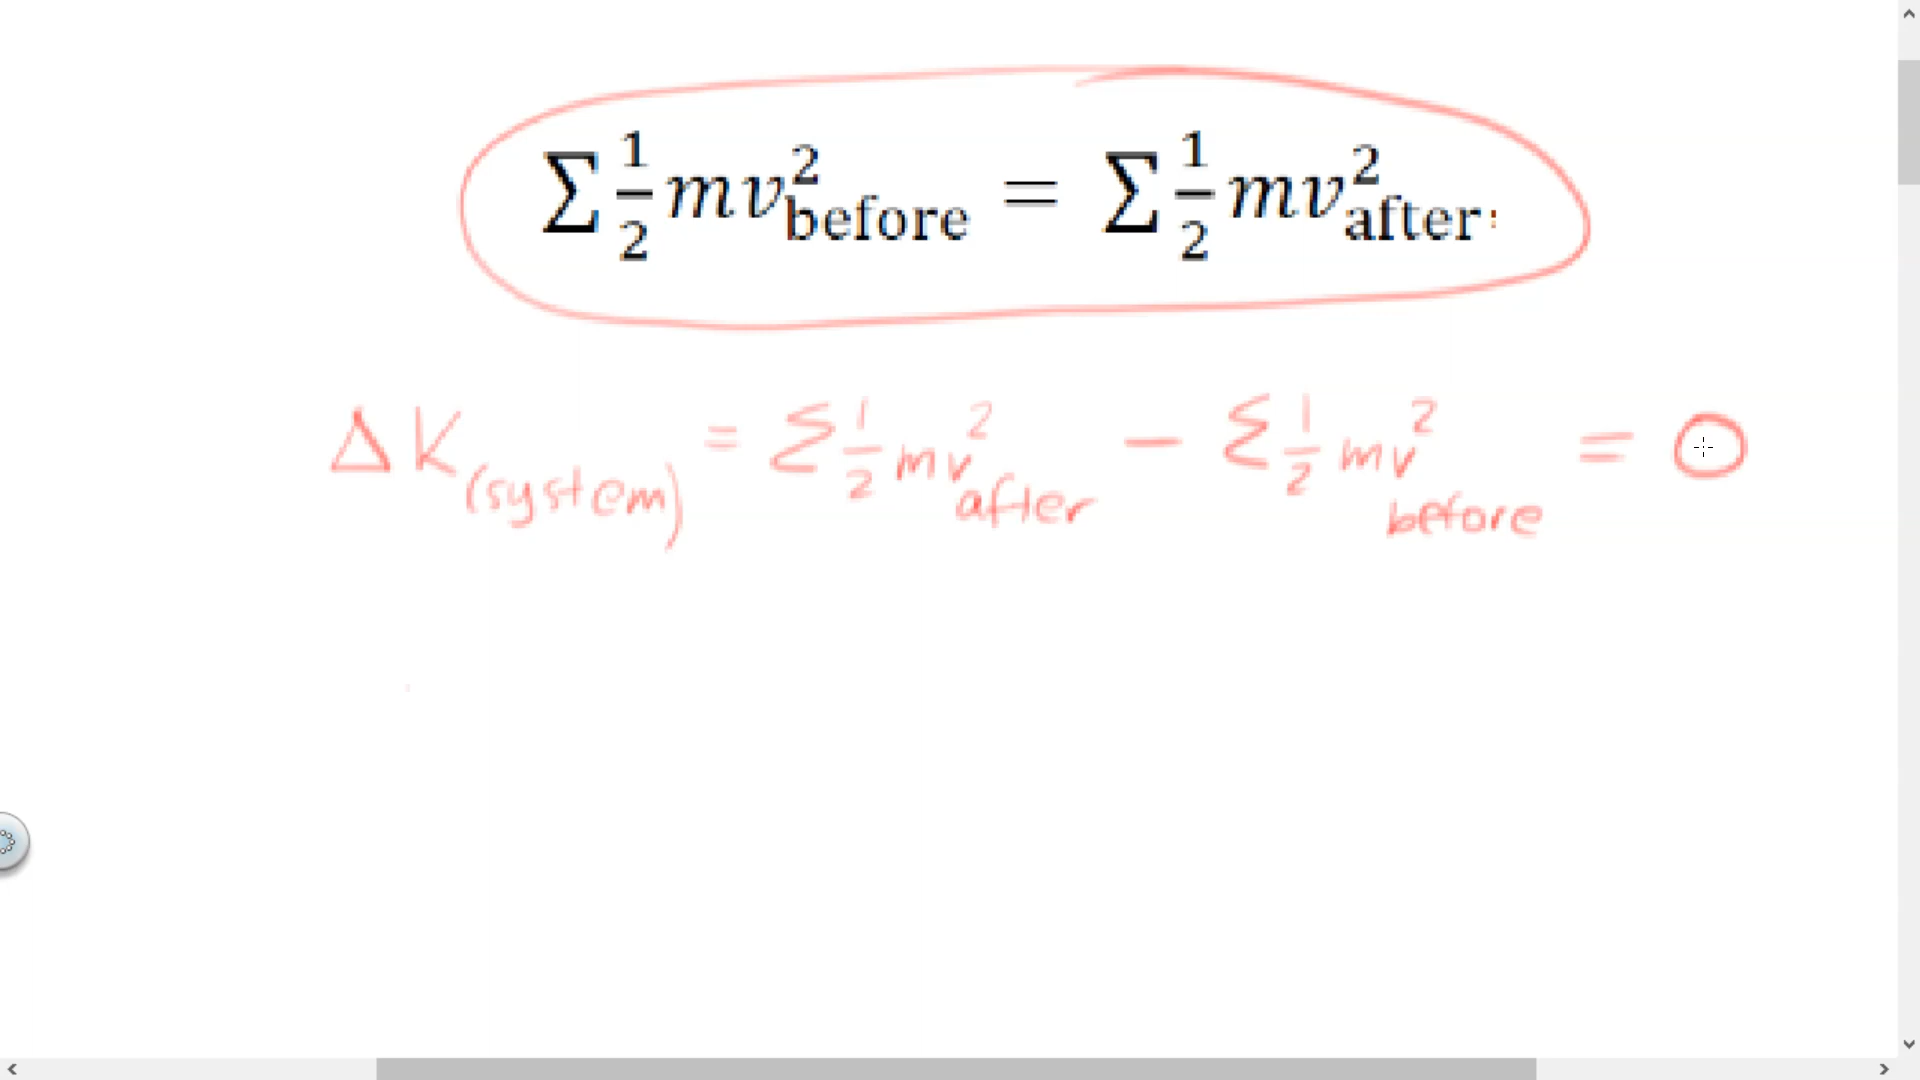 ∑ 1/2 mv²before = ∑ 1/2 mv²after
ΔK(system) = ∑ 1/2 mv²after − ∑ 1/2 mv²before = 0